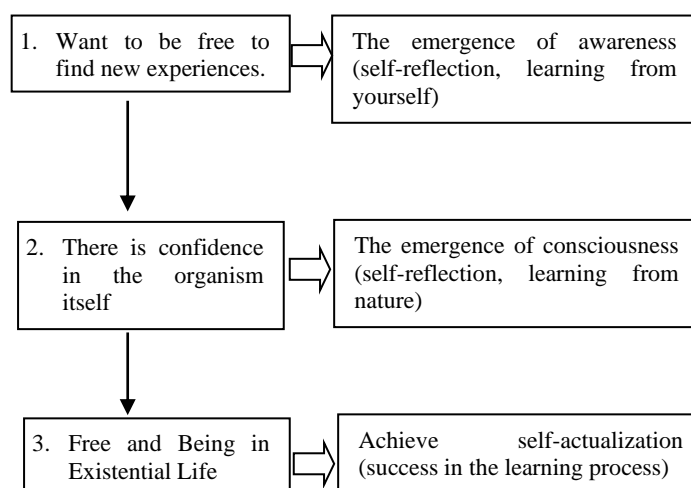 1. Want to be free to
find new experiences.
The emergence of awareness
(self-reflection, learning from
yourself)
2. There is confidence
in the organism
itself
The emergence of consciousness
(self-reflection, learning from
nature)
3. Free and Being in
Existential Life
Achieve self-actualization
(success in the learning process)